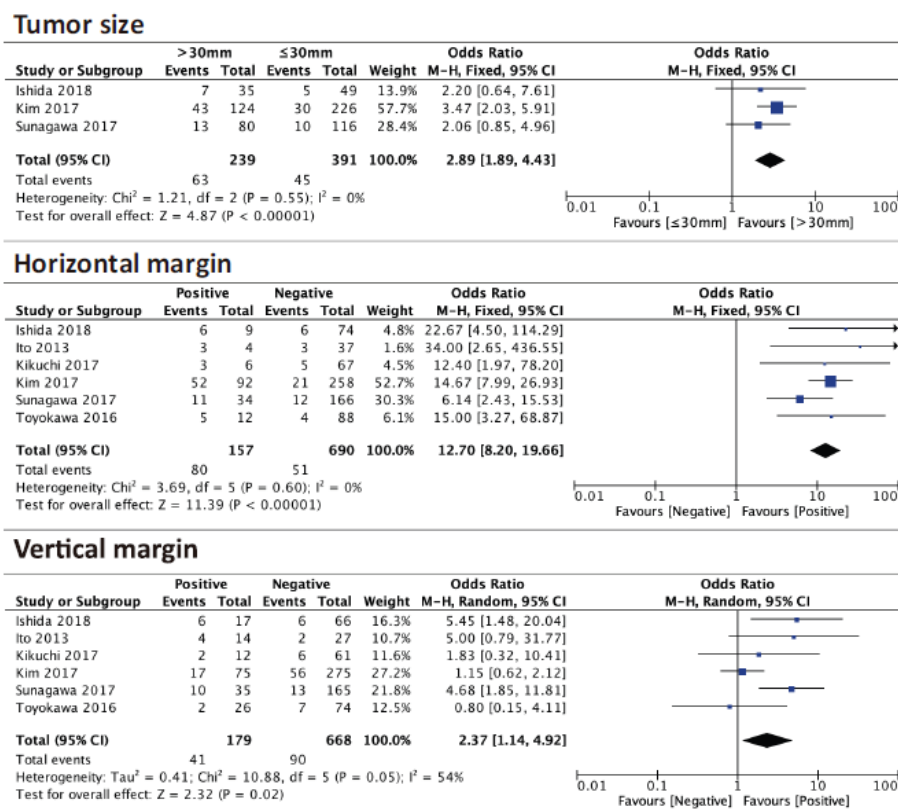 Tumor size
>30mm ≤30mm Odds Ratio Odds Ratio
Study or Subgroup Events Total Events Total Weight M-H, Fixed, 95% CI M-H, Fixed, 95% CI
Ishida 2018 7 35 5 49 13.9% 2.20 [0.64, 7.61]
Kim 2017 43 124 30 226 57.7% 3.47 [2.03, 5.91]
Sunagawa 2017 13 80 10 116 28.4% 2.06 [0.85, 4.96]
Total (95% CI) 239 391 100.0% 2.89 [1.89, 4.43]
Total events 63 45
Heterogeneity: Chi² = 1.21, df = 2 (P = 0.55); I² = 0%
Test for overall effect: Z = 4.87 (P < 0.00001)
0.01 0.1 1 10 100
Favours [≤30mm] Favours [>30mm]
Horizontal margin
Positive Negative Odds Ratio Odds Ratio
Study or Subgroup Events Total Events Total Weight M-H, Fixed, 95% CI M-H, Fixed, 95% CI
Ishida 2018 6 9 6 74 4.8% 22.67 [4.50, 114.29]
Ito 2013 3 4 3 37 1.6% 34.00 [2.65, 436.55]
Kikuchi 2017 3 6 5 67 4.5% 12.40 [1.97, 78.20]
Kim 2017 52 92 21 258 52.7% 14.67 [7.99, 26.93]
Sunagawa 2017 11 34 12 166 30.3% 6.14 [2.43, 15.53]
Toyokawa 2016 5 12 4 88 6.1% 15.00 [3.27, 68.87]
Total (95% CI) 157 690 100.0% 12.70 [8.20, 19.66]
Total events 80 51
Heterogeneity: Chi² = 3.69, df = 5 (P = 0.60); I² = 0%
Test for overall effect: Z = 11.39 (P < 0.00001)
0.01 0.1 1 10 100
Favours [Negative] Favours [Positive]
Vertical margin
Positive Negative Odds Ratio Odds Ratio
Study or Subgroup Events Total Events Total Weight M-H, Random, 95% CI M-H, Random, 95% CI
Ishida 2018 6 17 6 66 16.3% 5.45 [1.48, 20.04]
Ito 2013 4 14 2 27 10.7% 5.00 [0.79, 31.77]
Kikuchi 2017 2 12 6 61 11.6% 1.83 [0.32, 10.41]
Kim 2017 17 75 56 275 27.2% 1.15 [0.62, 2.12]
Sunagawa 2017 10 35 13 165 21.8% 4.68 [1.85, 11.81]
Toyokawa 2016 2 26 7 74 12.5% 0.80 [0.15, 4.11]
Total (95% CI) 179 668 100.0% 2.37 [1.14, 4.92]
Total events 41 90
Heterogeneity: Tau² = 0.41; Chi² = 10.88, df = 5 (P = 0.05); I² = 54%
Test for overall effect: Z = 2.32 (P = 0.02)
0.01 0.1 1 10 100
Favours [Negative] Favours [Positive]